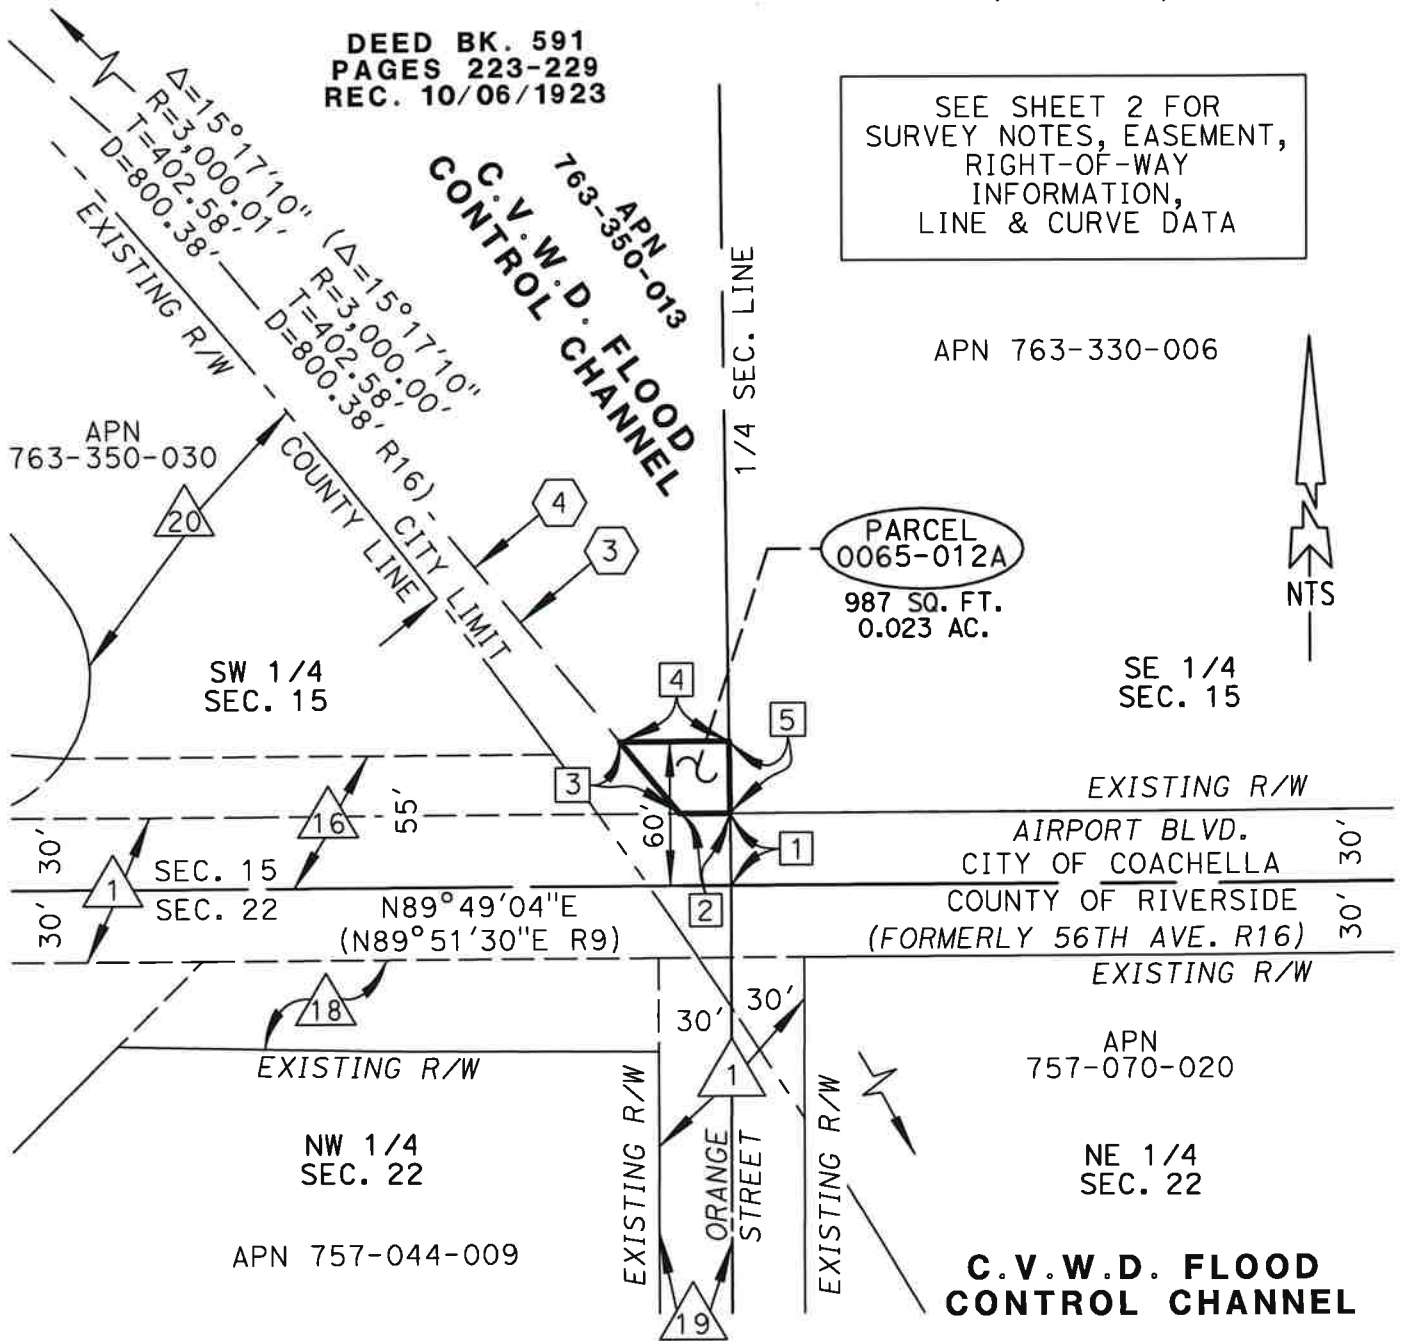 DEED BK. 591
PAGES 223-229
REC. 10/06/1923
SEE SHEET 2 FOR
SURVEY NOTES, EASEMENT,
RIGHT-OF-WAY
INFORMATION,
LINE & CURVE DATA
Δ=15°17'10"
R=3,000.01'
T=402.58'
D=800.38'
(Δ=15°17'10"
R=3,000.00'
T=402.58'
D=800.38' R16)
EXISTING R/W
C.V.W.D. FLOOD
CONTROL CHANNEL
APN
763-350-013
1/4 SEC. LINE
APN 763-330-006
APN
763-350-030
20
COUNTY LINE
CITY LIMIT
4
3
PARCEL
0065-012A
987 SQ. FT.
0.023 AC.
NTS
SW 1/4
SEC. 15
SE 1/4
SEC. 15
4
5
3
60'
2
1
16
55'
30'
30'
1
SEC. 15
SEC. 22
N89°49'04"E
(N89°51'30"E R9)
EXISTING R/W
AIRPORT BLVD.
CITY OF COACHELLA
COUNTY OF RIVERSIDE
(FORMERLY 56TH AVE. R16)
EXISTING R/W
30'
30'
18
EXISTING R/W
30'
30'
1
APN
757-070-020
NW 1/4
SEC. 22
NE 1/4
SEC. 22
EXISTING R/W
ORANGE
STREET
EXISTING R/W
APN 757-044-009
19
C.V.W.D. FLOOD
CONTROL CHANNEL